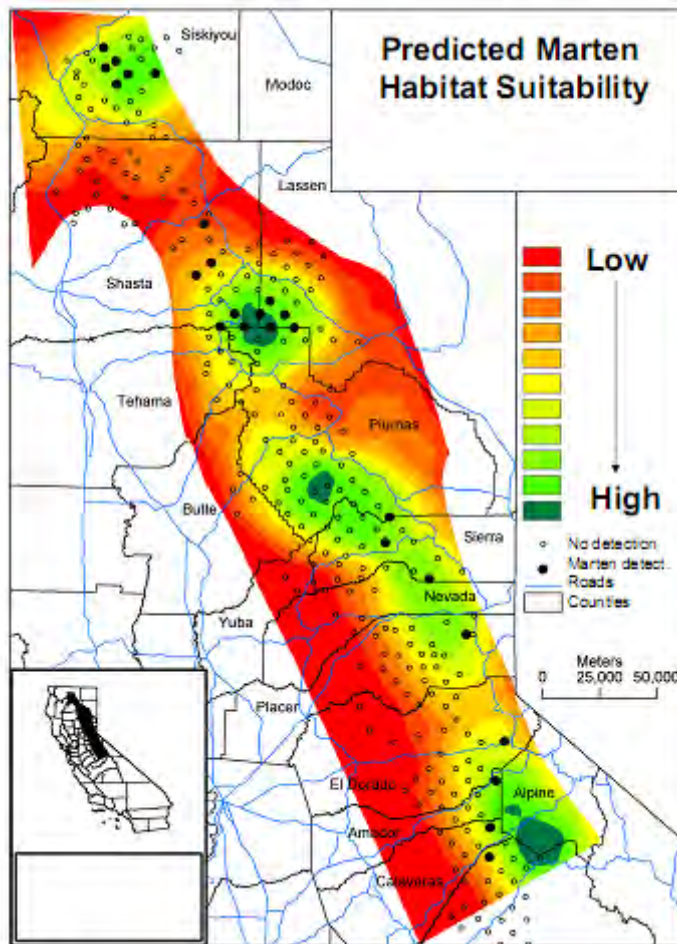 Predicted Marten
Habitat Suitability
Siskiyou
Modoc
Lassen
Shasta
Tehama
Plumas
Butte
Sierra
Nevada
Yuba
Placer
El Dorado
Alpine
Amador
Calaveras
Low
High
No detection
Marten detect.
Roads
Counties
Meters
0 25,000 50,000